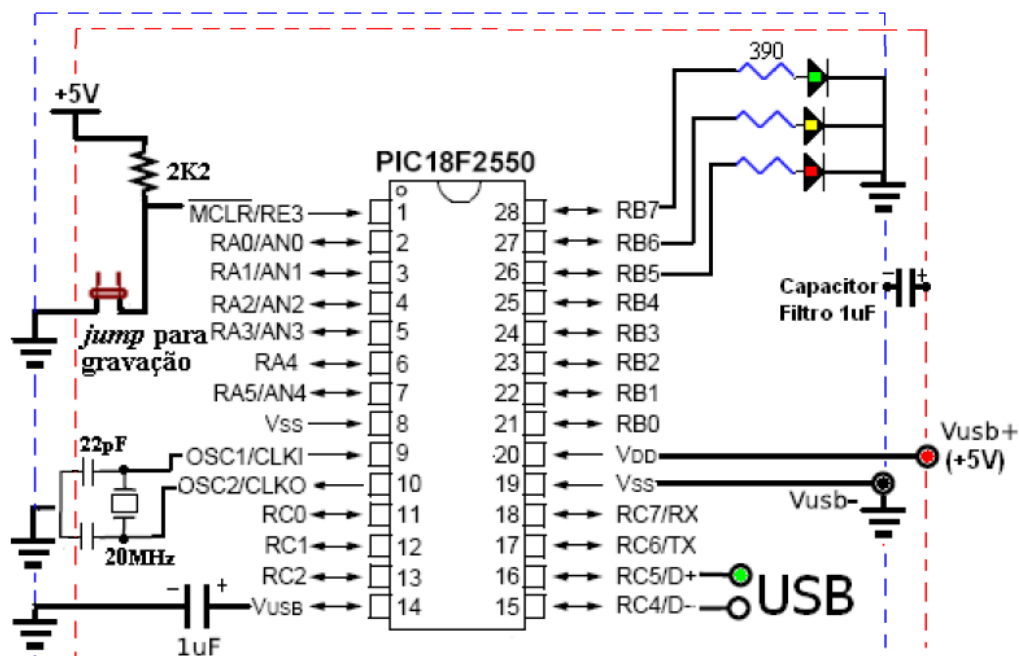 390
+5V
PIC18F2550
2K2
MCLR/RE3 1 28 RB7
RA0/AN0 2 27 RB6
RA1/AN1 3 26 RB5
RA2/AN2 4 25 RB4
RA3/AN3 5 24 RB3
RA4 6 23 RB2
RA5/AN4 7 22 RB1
Vss 8 21 RB0
OSC1/CLKI 9 20 VDD
OSC2/CLKO 10 19 Vss
RC0 11 18 RC7/RX
RC1 12 17 RC6/TX
RC2 13 16 RC5/D+
VUSB 14 15 RC4/D-
jump para
gravação
22pF
20MHz
- +
1uF
- +
Capacitor
Filtro 1uF
Vusb+
(+5V)
Vusb-
USB